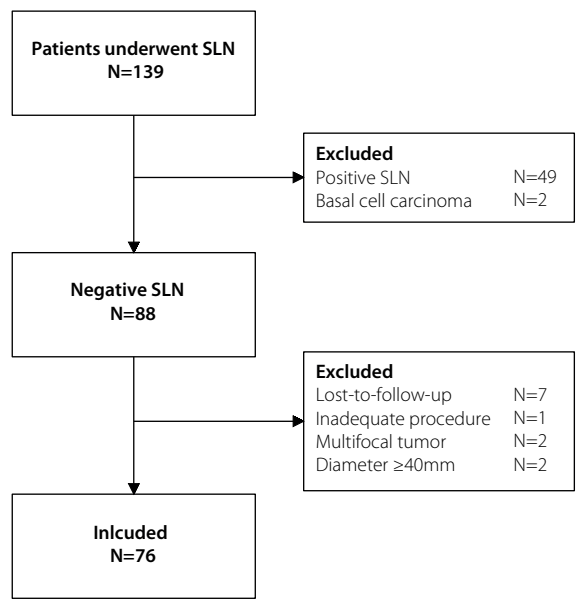 Patients underwent SLN
N=139
Excluded
Positive SLN N=49
Basal cell carcinoma N=2
Negative SLN
N=88
Excluded
Lost-to-follow-up N=7
Inadequate procedure N=1
Multifocal tumor N=2
Diameter ≥40mm N=2
Inlcuded
N=76